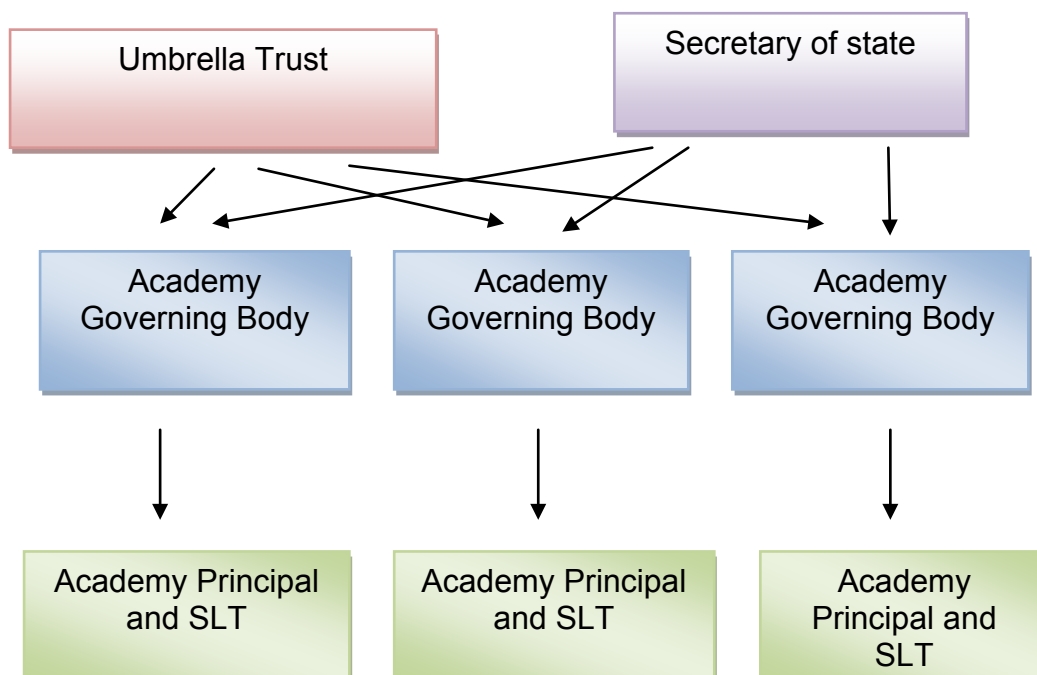 Umbrella Trust
Secretary of state
Academy
Governing Body
Academy
Governing Body
Academy
Governing Body
Academy Principal
and SLT
Academy Principal
and SLT
Academy
Principal and
SLT